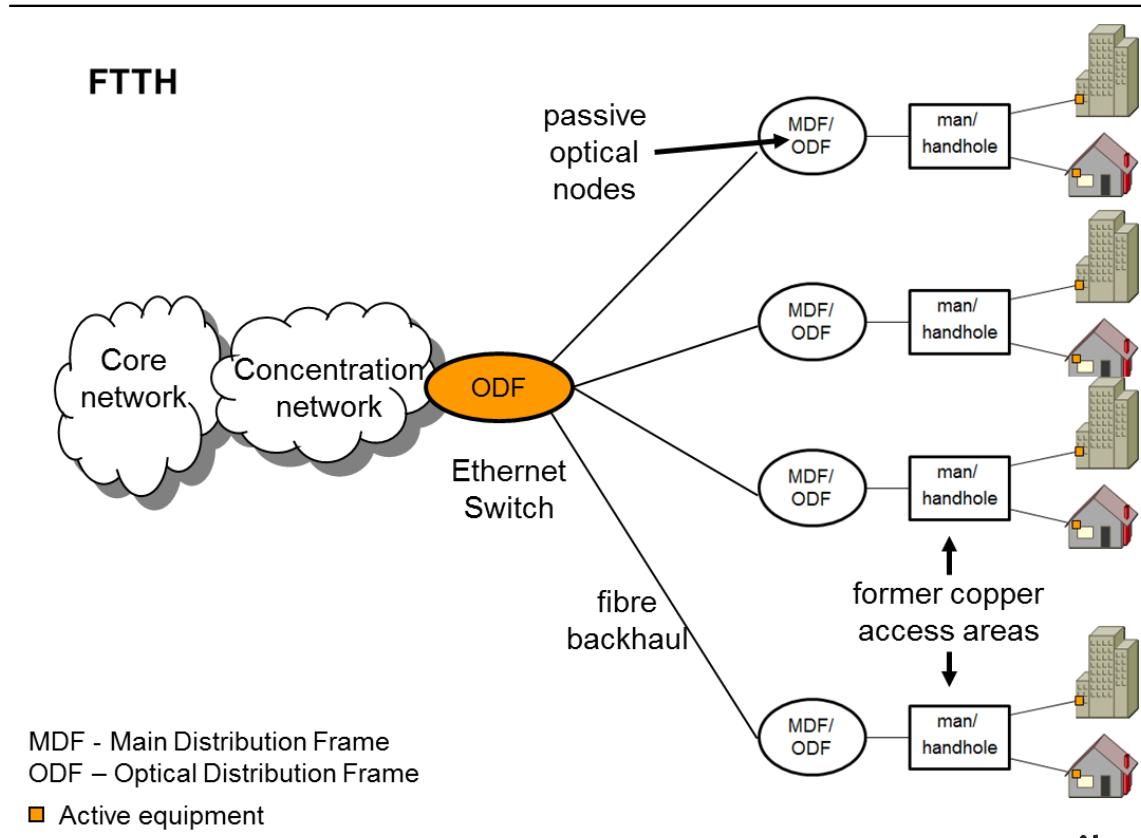 FTTH
passive
optical
nodes
MDF/
ODF
man/
handhole
MDF/
ODF
man/
handhole
Core
network
Concentration
network
ODF
Ethernet
Switch
MDF/
ODF
man/
handhole
fibre
backhaul
former copper
access areas
MDF/
ODF
man/
handhole
MDF - Main Distribution Frame
ODF – Optical Distribution Frame
Active equipment